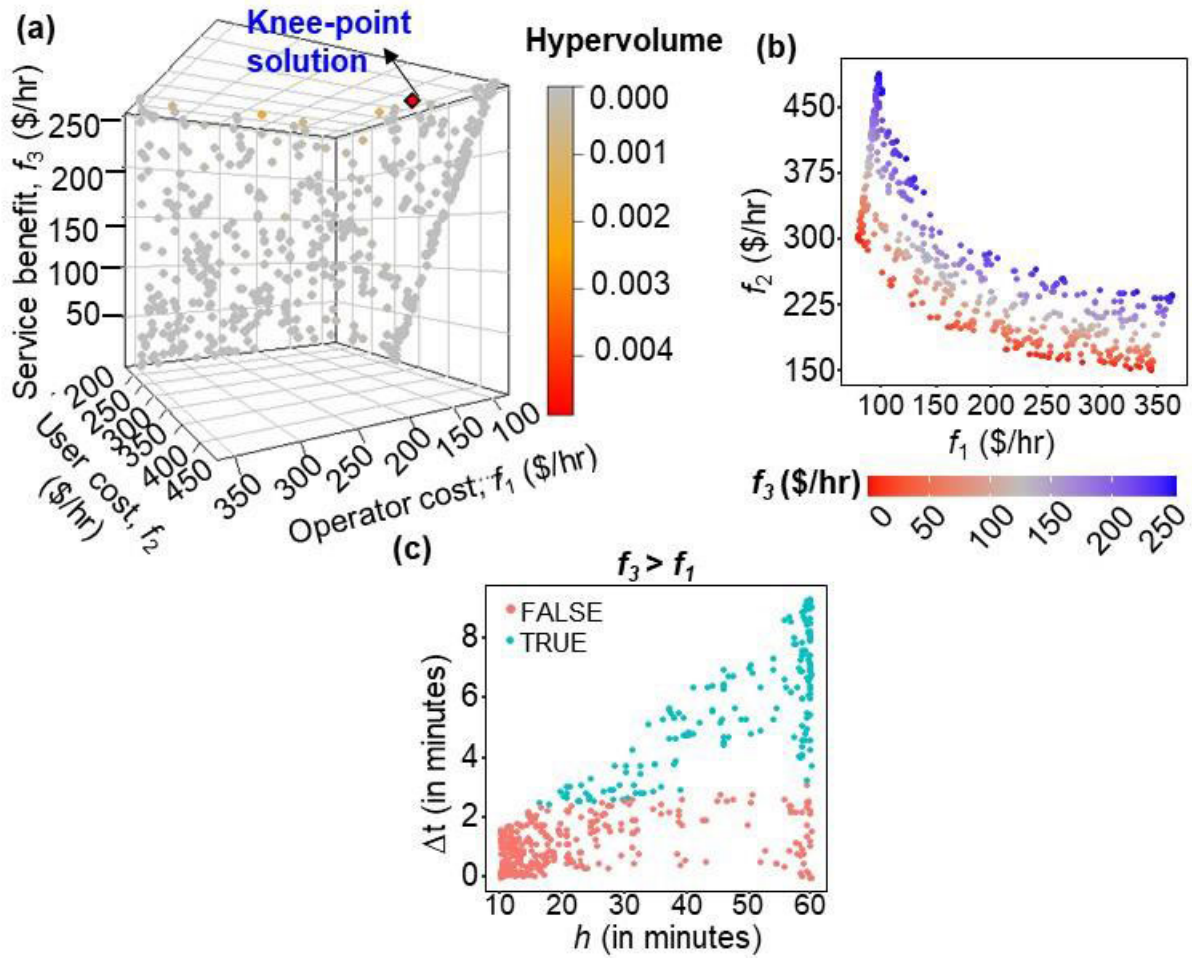 (a)
Knee-point
solution
Hypervolume
Service benefit, f3 ($/hr)
250
200
150
100
50
0.000
0.001
0.002
0.003
0.004
200
250
300
350
400
450
User cost, f2
($/hr)
350
300
250
200
150
100
Operator cost, f1 ($/hr)
(b)
f2 ($/hr)
450
375
300
225
150
100 150 200 250 300 350
f1 ($/hr)
f3 ($/hr)
0 50 100 150 200 250
(c)
f3 > f1
FALSE
TRUE
Δt (in minutes)
8
6
4
2
0
10 20 30 40 50 60
h (in minutes)